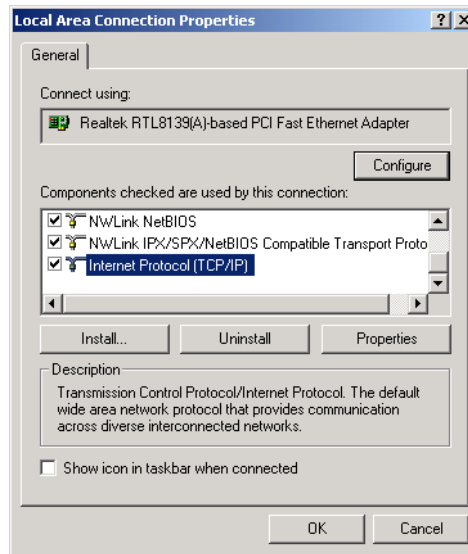 Local Area Connection Properties
General
Connect using:
Realtek RTL8139(A)-based PCI Fast Ethernet Adapter
Configure
Components checked are used by this connection:
NWLink NetBIOS
NWLink IPX/SPX/NetBIOS Compatible Transport Proto
Internet Protocol (TCP/IP)
Install... Uninstall Properties
Description
Transmission Control Protocol/Internet Protocol. The default
wide area network protocol that provides communication
across diverse interconnected networks.
Show icon in taskbar when connected
OK Cancel